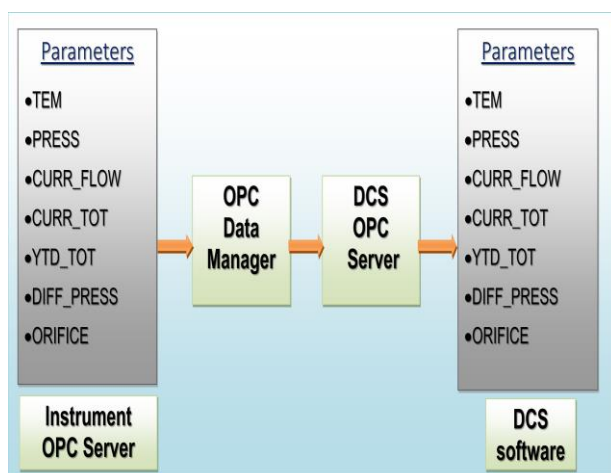 Parameters
•TEM
•PRESS
•CURR_FLOW
•CURR_TOT
•YTD_TOT
•DIFF_PRESS
•ORIFICE
Instrument
OPC Server
OPC
Data
Manager
DCS
OPC
Server
Parameters
•TEM
•PRESS
•CURR_FLOW
•CURR_TOT
•YTD_TOT
•DIFF_PRESS
•ORIFICE
DCS
software